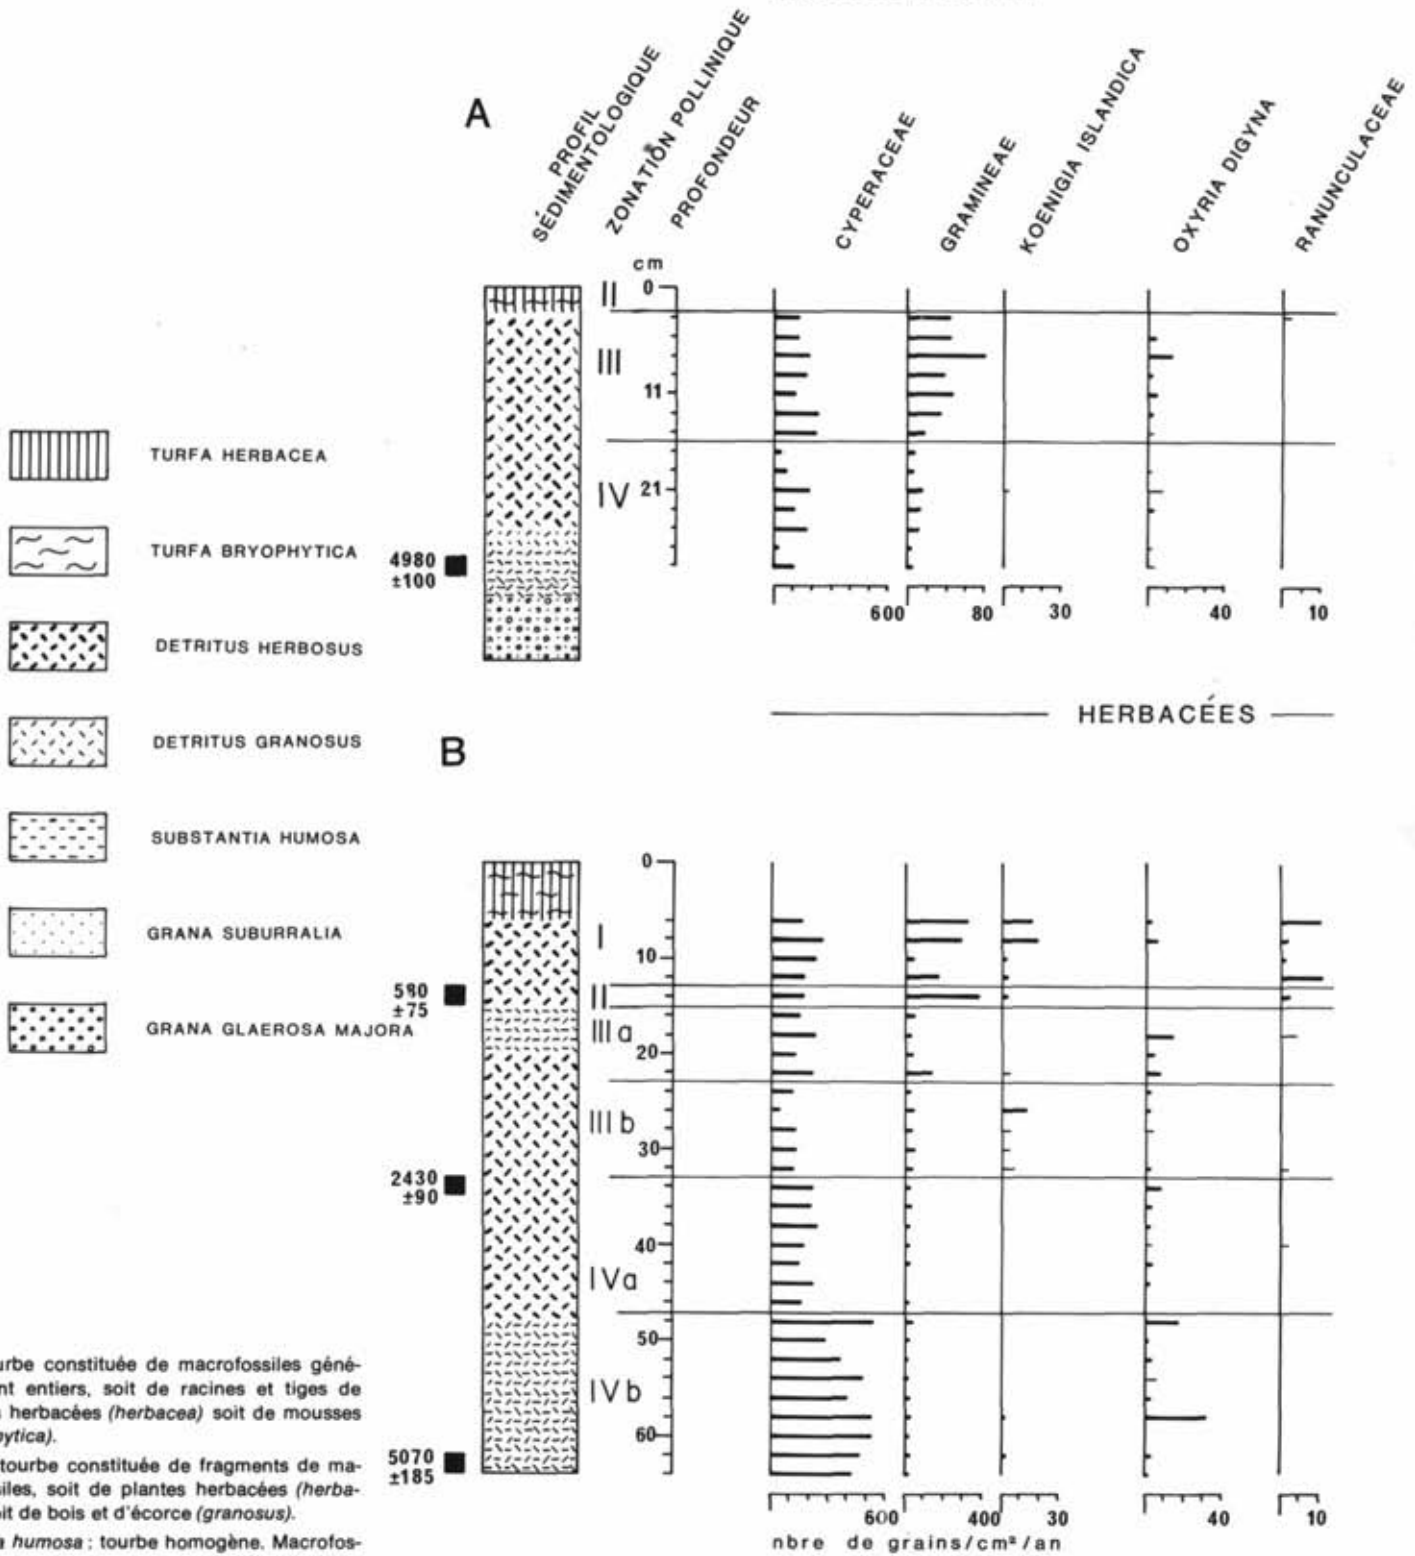 A
PROFIL SÉDIMENTOLOGIQUE
ZONATION POLLINIQUE
PROFONDEUR
CYPERACEAE
GRAMINEAE
KOENIGIA ISLANDICA
OXYRIA DIGYNA
RANUNCULACEAE
cm
0
II
III
11
IV
21
4980
±100
600
80
30
40
10
TURFA HERBACEA
TURFA BRYOPHYTICA
DETRITUS HERBOSUS
DETRITUS GRANOSUS
SUBSTANTIA HUMOSA
GRANA SUBURRALIA
GRANA GLAEROSA MAJORA
HERBACÉES
B
0
I
10
580
±75
II
III a
20
III b
30
2430
±90
40
IVa
50
IVb
60
5070
±185
600
400
30
40
10
nbre de grains/cm²/an
urbe constituée de macrofossiles géné-
nt entiers, soit de racines et tiges de
s herbacées (herbacea) soit de mousses
hytica).
tourbe constituée de fragments de ma-
siles, soit de plantes herbacées (herba-
it de bois et d'écorce (granosus).
a humosa : tourbe homogène. Macrofos-